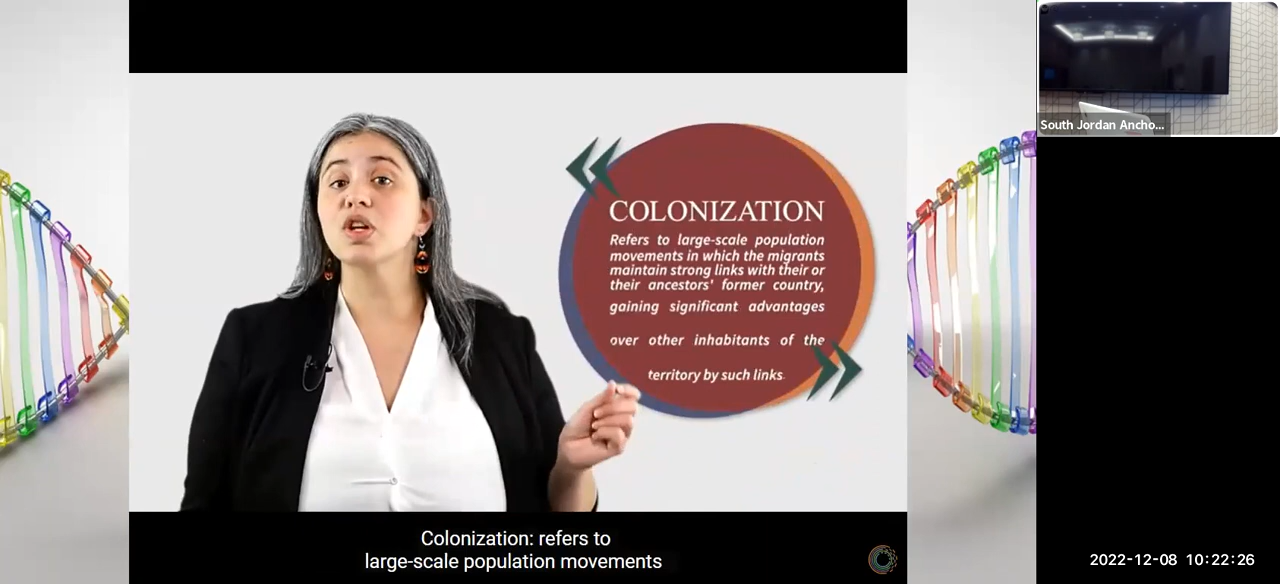 COLONIZATION
Refers to large-scale population
movements in which the migrants
maintain strong links with their or
their ancestors' former country,
gaining significant advantages
over other inhabitants of the
territory by such links.
Colonization: refers to
large-scale population movements
South Jordan Ancho...
2022-12-08 10:22:26